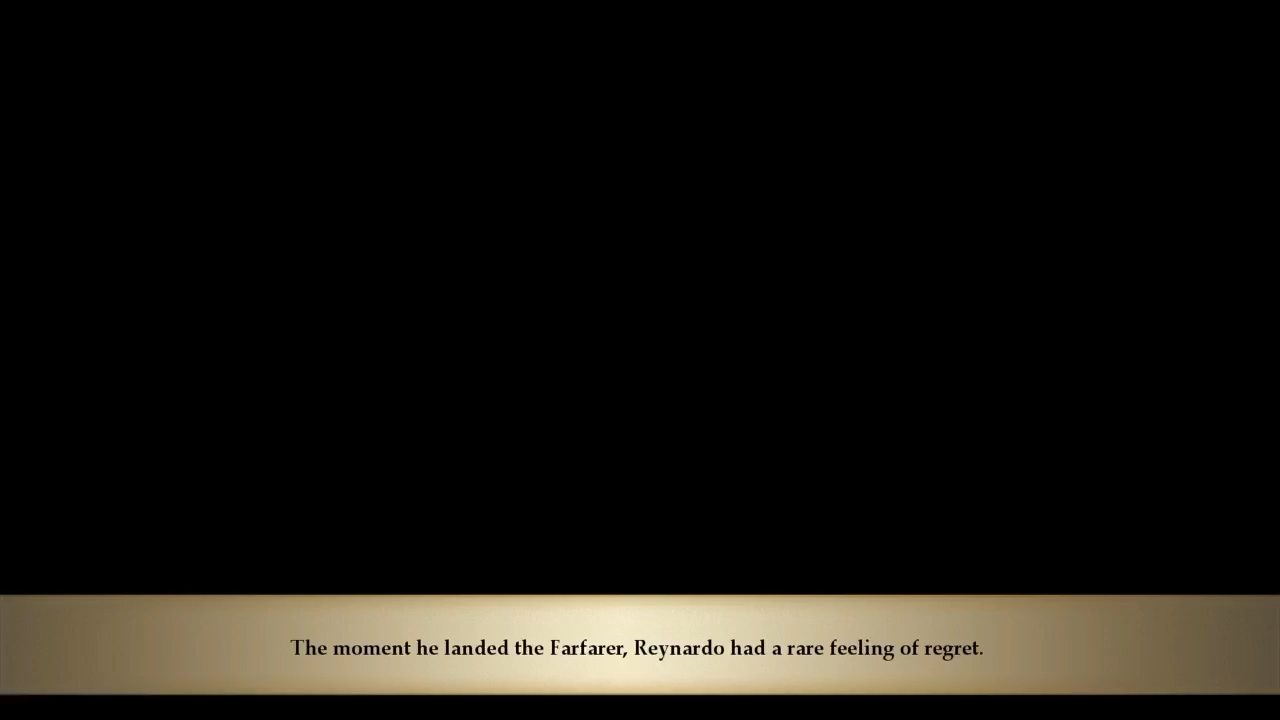 The moment he landed the Farfarer, Reynardo had a rare feeling of regret.